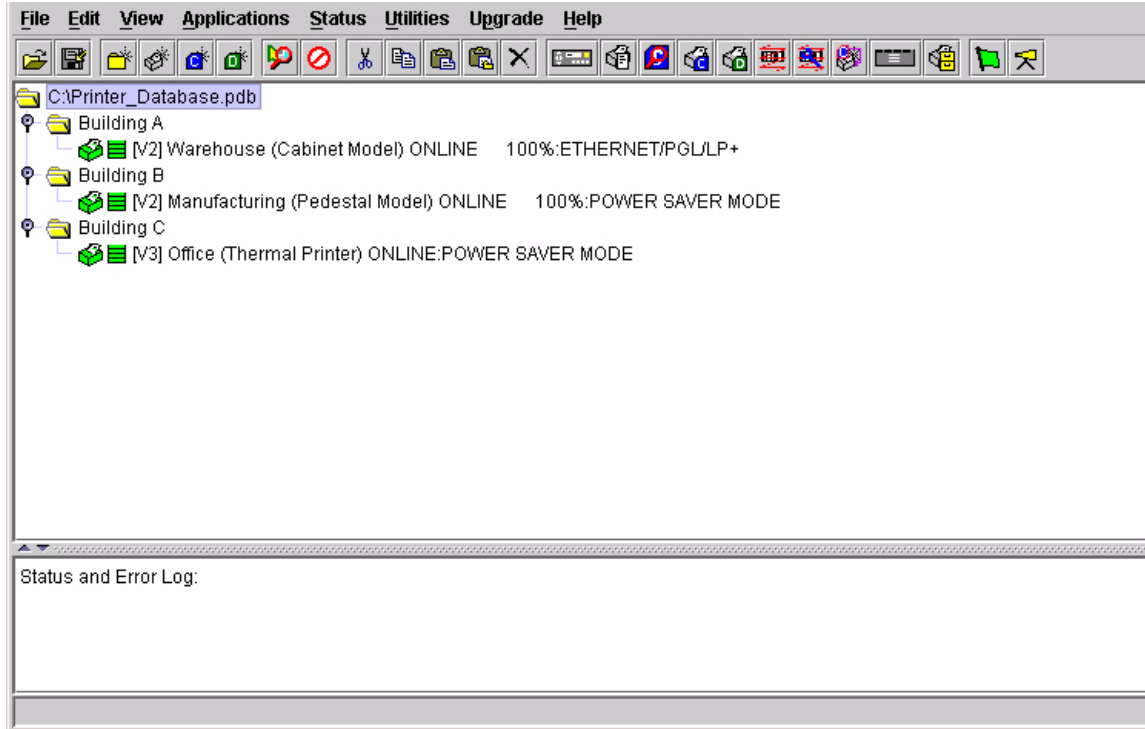 File Edit View Applications Status Utilities Upgrade Help
C:\Printer_Database.pdb
Building A
[V2] Warehouse (Cabinet Model) ONLINE 100%:ETHERNET/PGL/LP+
Building B
[V2] Manufacturing (Pedestal Model) ONLINE 100%:POWER SAVER MODE
Building C
[V3] Office (Thermal Printer) ONLINE:POWER SAVER MODE
Status and Error Log: